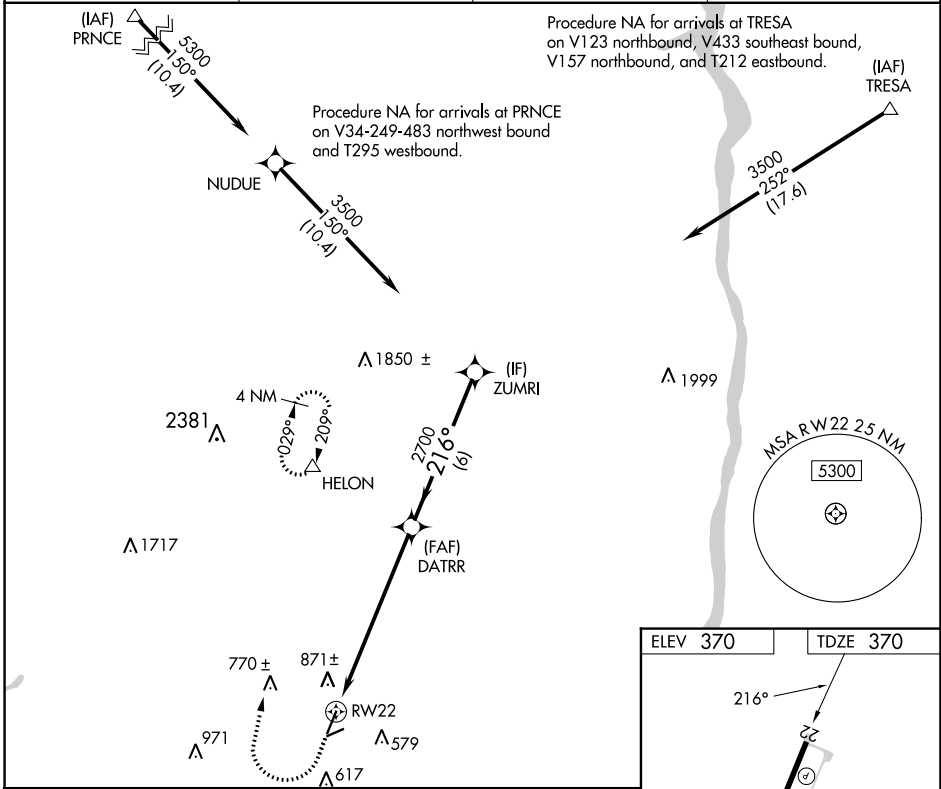 (IAF)
PRNCE
5300
150°
(10.4)
Procedure NA for arrivals at TRESA
on V123 northbound, V433 southeast bound,
V157 northbound, and T212 eastbound.
(IAF)
TRESA
Procedure NA for arrivals at PRNCE
on V34-249-483 northwest bound
and T295 westbound.
NUDUE
3500
150°
(10.4)
3500
252°
(17.6)
1850 ±
(IF)
ZUMRI
1999
4 NM
2381
029°
209°
HELON
2700
216°
(6)
MSA RW22 25 NM
5300
1717
(FAF)
DATRR
ELEV 370
TDZE 370
770 ±
871±
216°
RW22
22
971
579
617
P